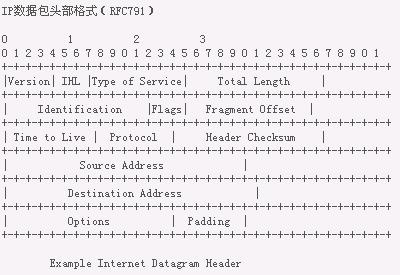 IP数据包头部格式（RFC791）
0 1 2 3
0 1 2 3 4 5 6 7 8 9 0 1 2 3 4 5 6 7 8 9 0 1 2 3 4 5 6 7 8 9 0 1
+-+-+-+-+-+-+-+-+-+-+-+-+-+-+-+-+-+-+-+-+-+-+-+-+-+-+-+-+-+-+-+-+
|Version| IHL |Type of Service| Total Length |
+-+-+-+-+-+-+-+-+-+-+-+-+-+-+-+-+-+-+-+-+-+-+-+-+-+-+-+-+-+-+-+-+
| Identification |Flags| Fragment Offset |
+-+-+-+-+-+-+-+-+-+-+-+-+-+-+-+-+-+-+-+-+-+-+-+-+-+-+-+-+-+-+-+-+
| Time to Live | Protocol | Header Checksum |
+-+-+-+-+-+-+-+-+-+-+-+-+-+-+-+-+-+-+-+-+-+-+-+-+-+-+-+-+-+-+-+-+
| Source Address |
+-+-+-+-+-+-+-+-+-+-+-+-+-+-+-+-+-+-+-+-+-+-+-+-+-+-+-+-+-+-+-+-+
| Destination Address |
+-+-+-+-+-+-+-+-+-+-+-+-+-+-+-+-+-+-+-+-+-+-+-+-+-+-+-+-+-+-+-+-+
| Options | Padding |
+-+-+-+-+-+-+-+-+-+-+-+-+-+-+-+-+-+-+-+-+-+-+-+-+-+-+-+-+-+-+-+-+
Example Internet Datagram Header